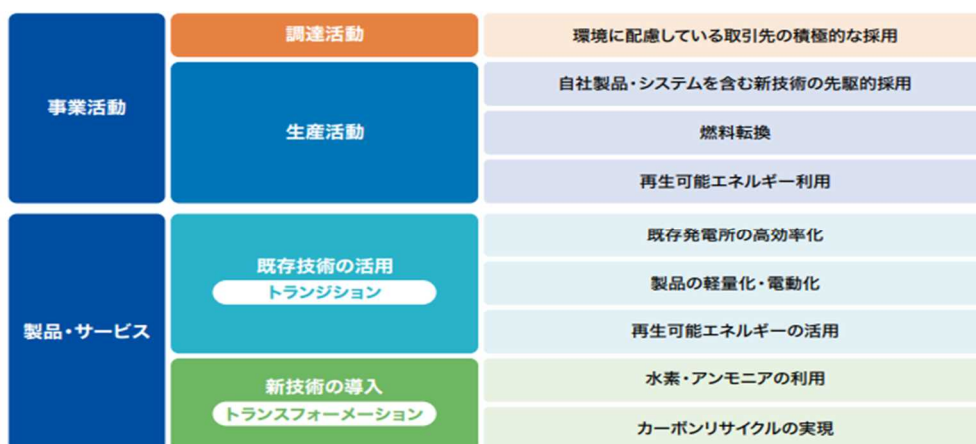 事業活動
調達活動
環境に配慮している取引先の積極的な採用
生産活動
自社製品・システムを含む新技術の先駆的採用
燃料転換
再生可能エネルギー利用
製品・サービス
既存技術の活用
トランジション
既存発電所の高効率化
製品の軽量化・電動化
再生可能エネルギーの活用
新技術の導入
トランスフォーメーション
水素・アンモニアの利用
カーボンリサイクルの実現